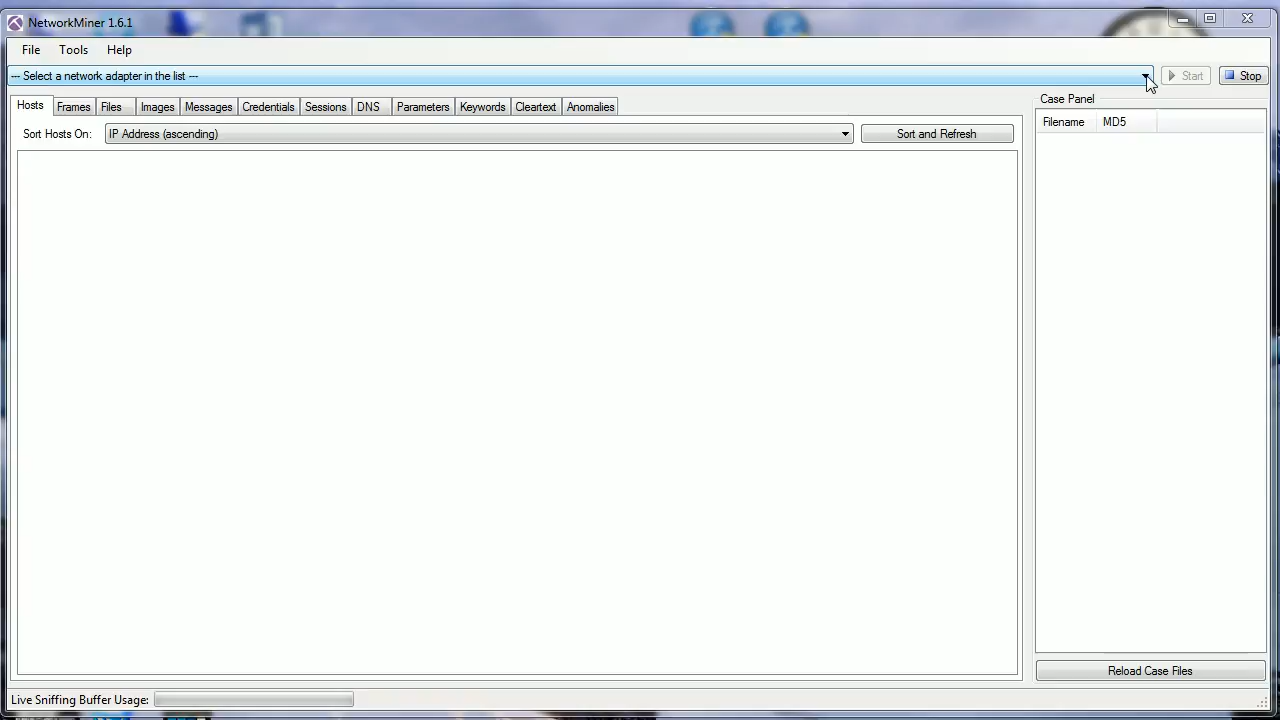 NetworkMiner 1.6.1
File Tools Help
--- Select a network adapter in the list ---
Start Stop
Hosts Frames Files Images Messages Credentials Sessions DNS Parameters Keywords Cleartext Anomalies
Case Panel
Filename MD5
Sort Hosts On: IP Address (ascending) Sort and Refresh
Reload Case Files
Live Sniffing Buffer Usage: